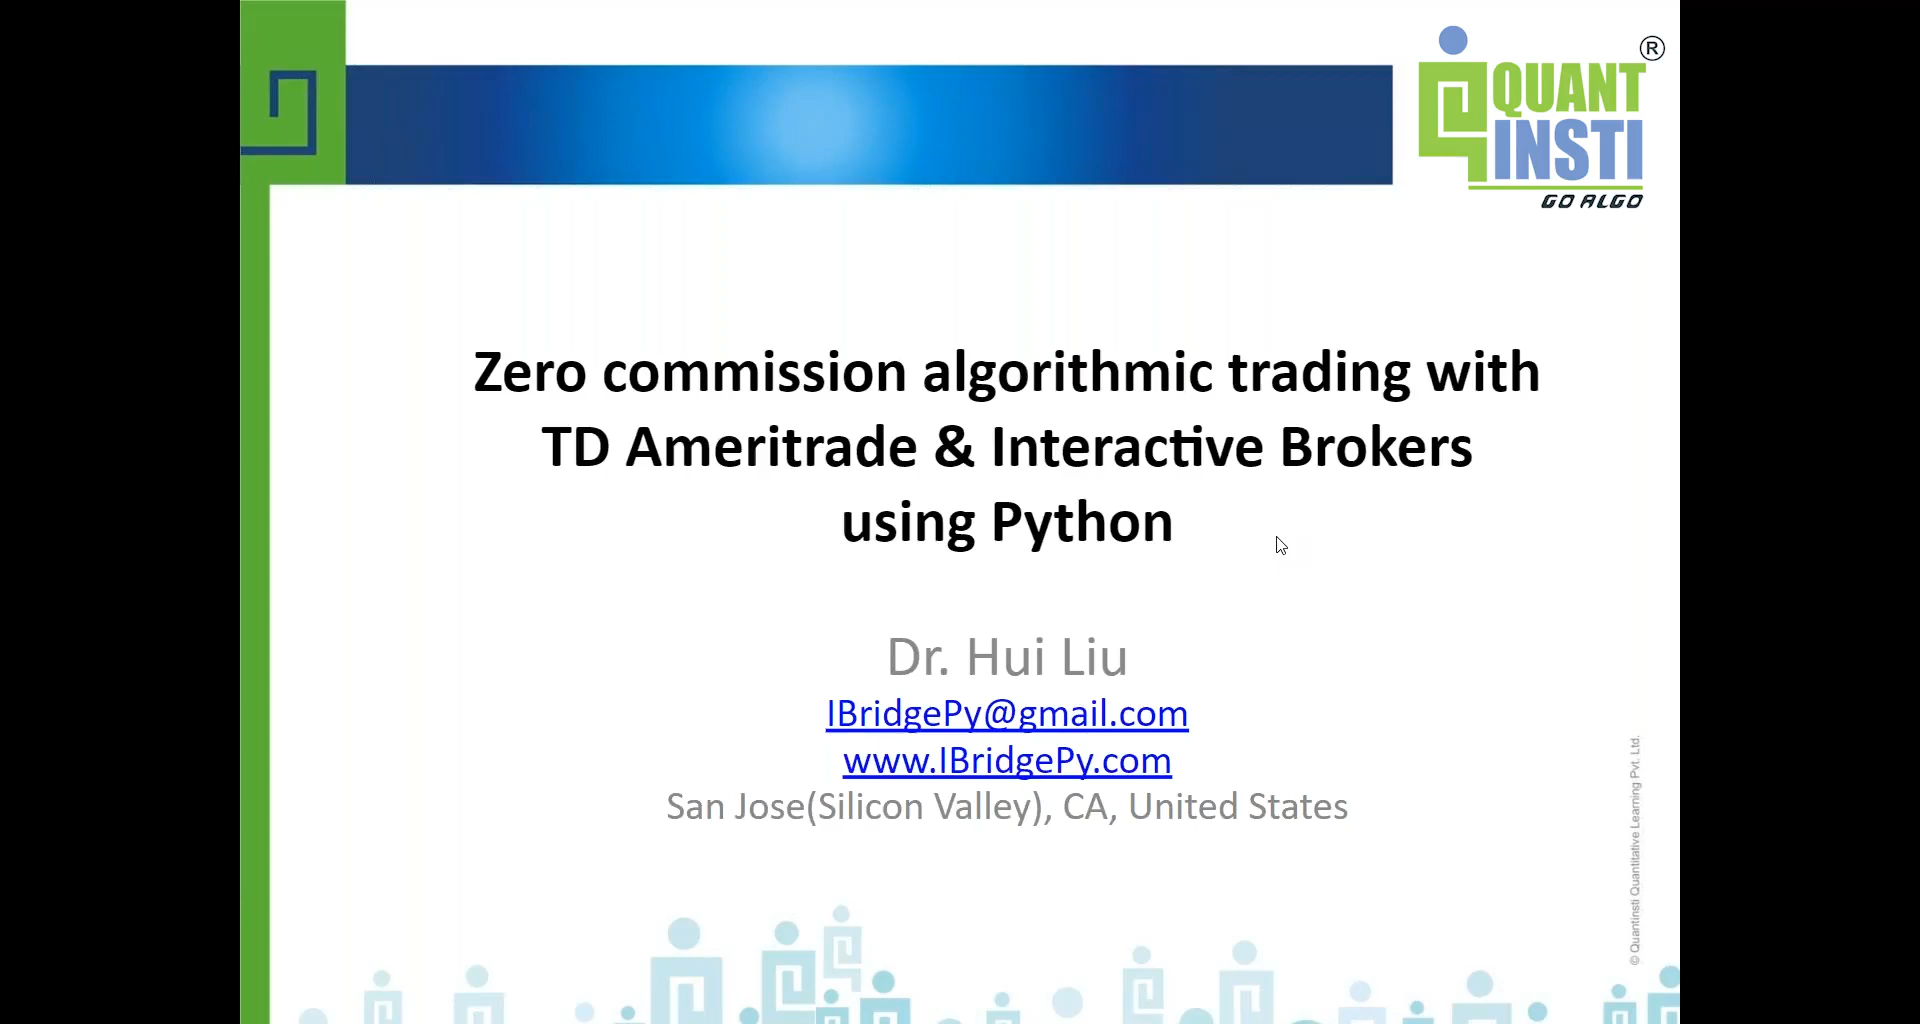 QUANT
INSTI
®
GO ALGO
Zero commission algorithmic trading with
TD Ameritrade & Interactive Brokers
using Python
Dr. Hui Liu
IBridgePy@gmail.com
www.IBridgePy.com
San Jose(Silicon Valley), CA, United States
© Quantinsti Quantitative Learning Pvt. Ltd.